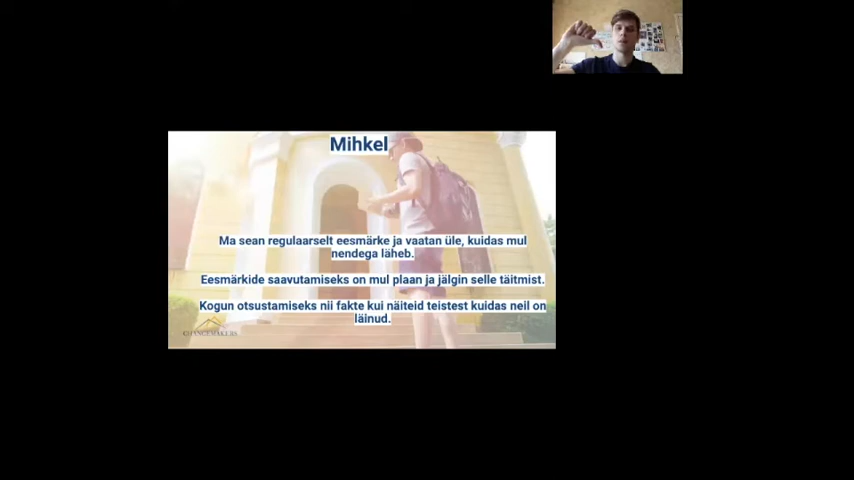 Mihkel
Ma sean regulaarselt eesmärke ja vaatan üle, kuidas mul
nendega läheb.
Eesmärkide saavutamiseks on mul plaan ja jälgin selle täitmist.
Kogun otsustamiseks nii fakte kui näiteid teistest kuidas neil on
läinud.
CHANGEMAKERS